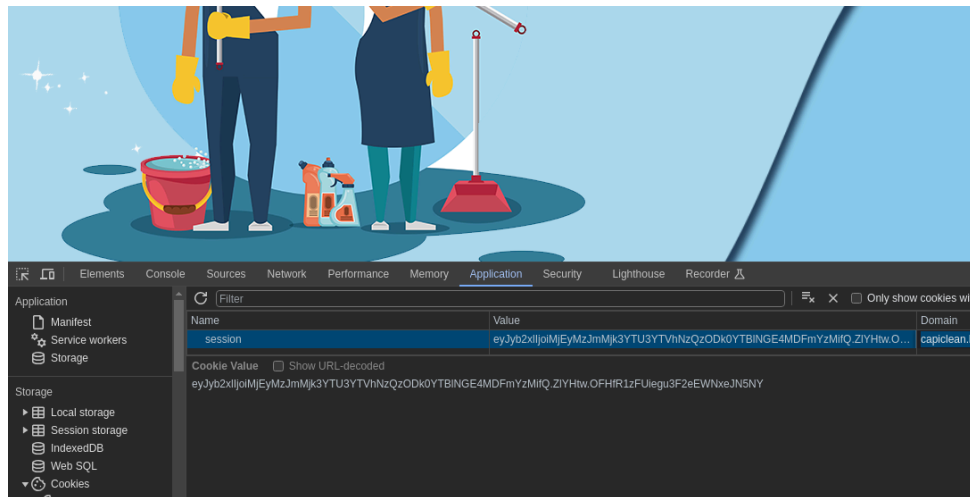 Elements Console Sources Network Performance Memory Application Security Lighthouse Recorder
Application
Manifest
Service workers
Storage
Storage
Local storage
Session storage
IndexedDB
Web SQL
Cookies
Filter
Only show cookies wi
Name Value Domain
session eyJyb2xlIjoiMjEyMzJmMjk3YTU3YTVhNzQzODk0YTBlNGE4MDFmYzMifQ.ZlYHtw.O... capiclean.
Cookie Value Show URL-decoded
eyJyb2xlIjoiMjEyMzJmMjk3YTU3YTVhNzQzODk0YTBlNGE4MDFmYzMifQ.ZlYHtw.OFHfR1zFUiegu3F2eEWNxeJN5NY